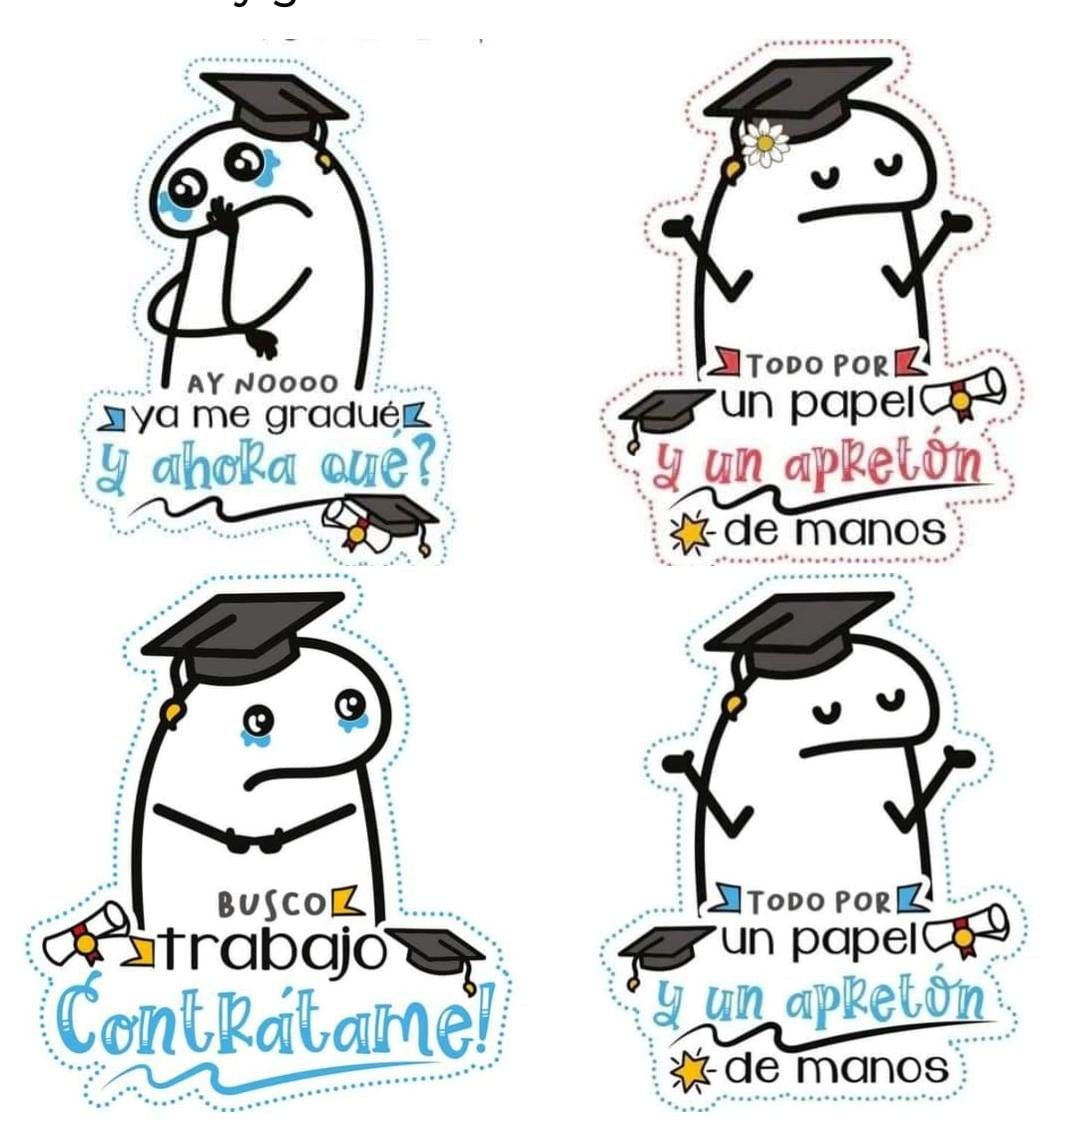 AY NOOOO
ya me gradué
y ahora qué?
TODO POR
un papel
y un apretón
de manos
BUSCO
trabajo
Contrátame!
TODO POR
un papel
y un apretón
de manos